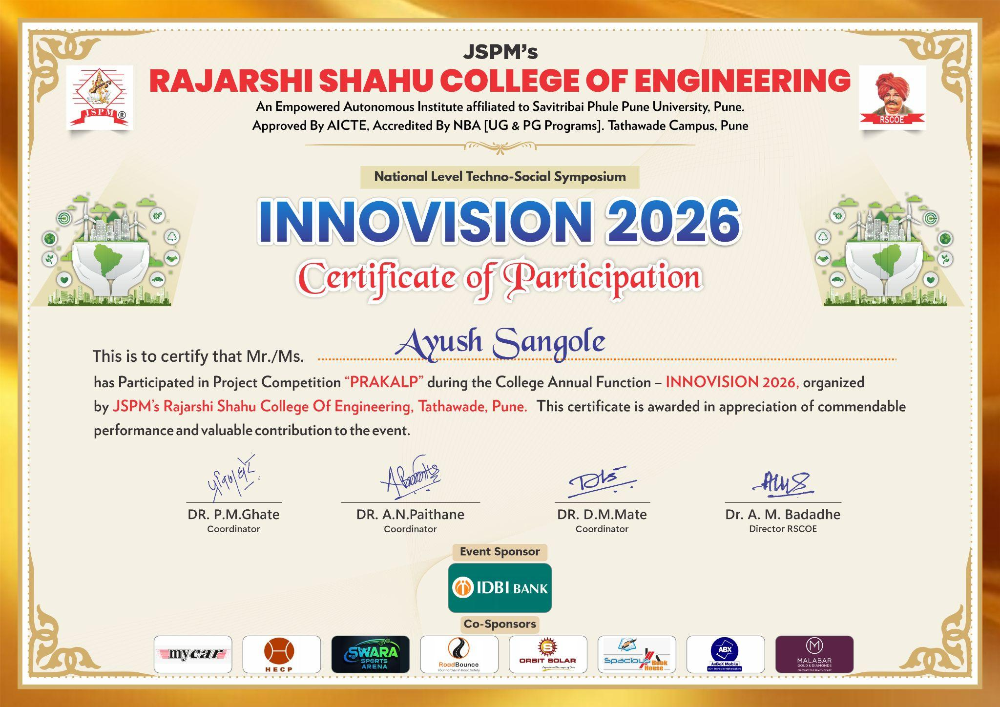 JSPM's
RAJARSHI SHAHU COLLEGE OF ENGINEERING
An Empowered Autonomous Institute affiliated to Savitribai Phule Pune University, Pune.
Approved By AICTE, Accredited By NBA [UG & PG Programs]. Tathawade Campus, Pune
JSPM ®
RSCOE
National Level Techno-Social Symposium
INNOVISION 2026
Certificate of Participation
This is to certify that Mr./Ms. Ayush Sangole
has Participated in Project Competition “PRAKALP” during the College Annual Function – INNOVISION 2026, organized
by JSPM's Rajarshi Shahu College Of Engineering, Tathawade, Pune. This certificate is awarded in appreciation of commendable
performance and valuable contribution to the event.
DR. P.M.Ghate
Coordinator
DR. A.N.Paithane
Coordinator
DR. D.M.Mate
Coordinator
Dr. A. M. Badadhe
Director RSCOE
Event Sponsor
IDBI BANK
Co-Sponsors
mycar
HECP
SWARA
SPORTS
ARENA
RoadBounce
Your Partner in Road Safety
ORBIT SOLAR
Experience the magic of Sun
Spacious Book
House
ABX
AnBoX Mobile
40+ Stores in Maharashtra
MALABAR
GOLD & DIAMONDS
CELEBRATE THE BEAUTY OF LIFE